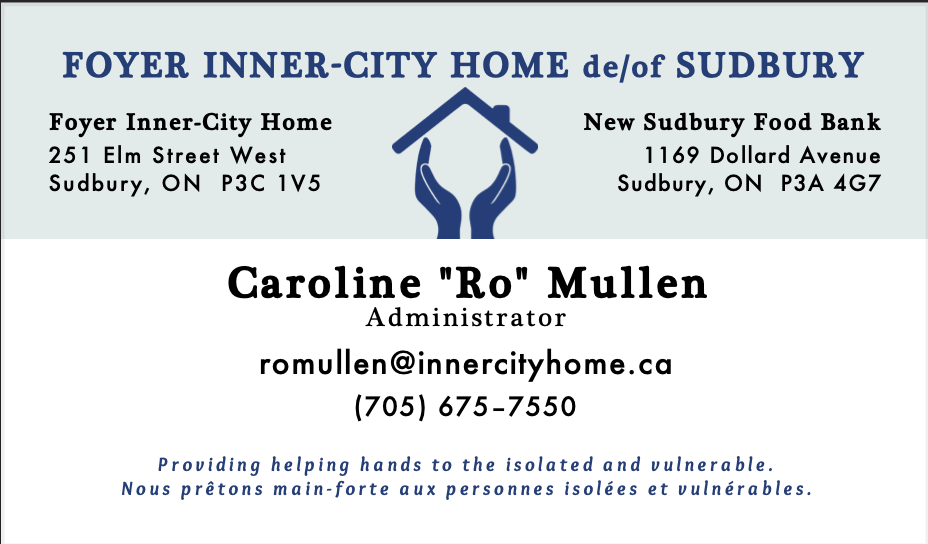 FOYER INNER-CITY HOME de/of SUDBURY
Foyer Inner-City Home
251 Elm Street West
Sudbury, ON P3C 1V5
New Sudbury Food Bank
1169 Dollard Avenue
Sudbury, ON P3A 4G7
Caroline "Ro" Mullen
Administrator
romullen@innercityhome.ca
(705) 675-7550
Providing helping hands to the isolated and vulnerable.
Nous prêtons main-forte aux personnes isolées et vulnérables.